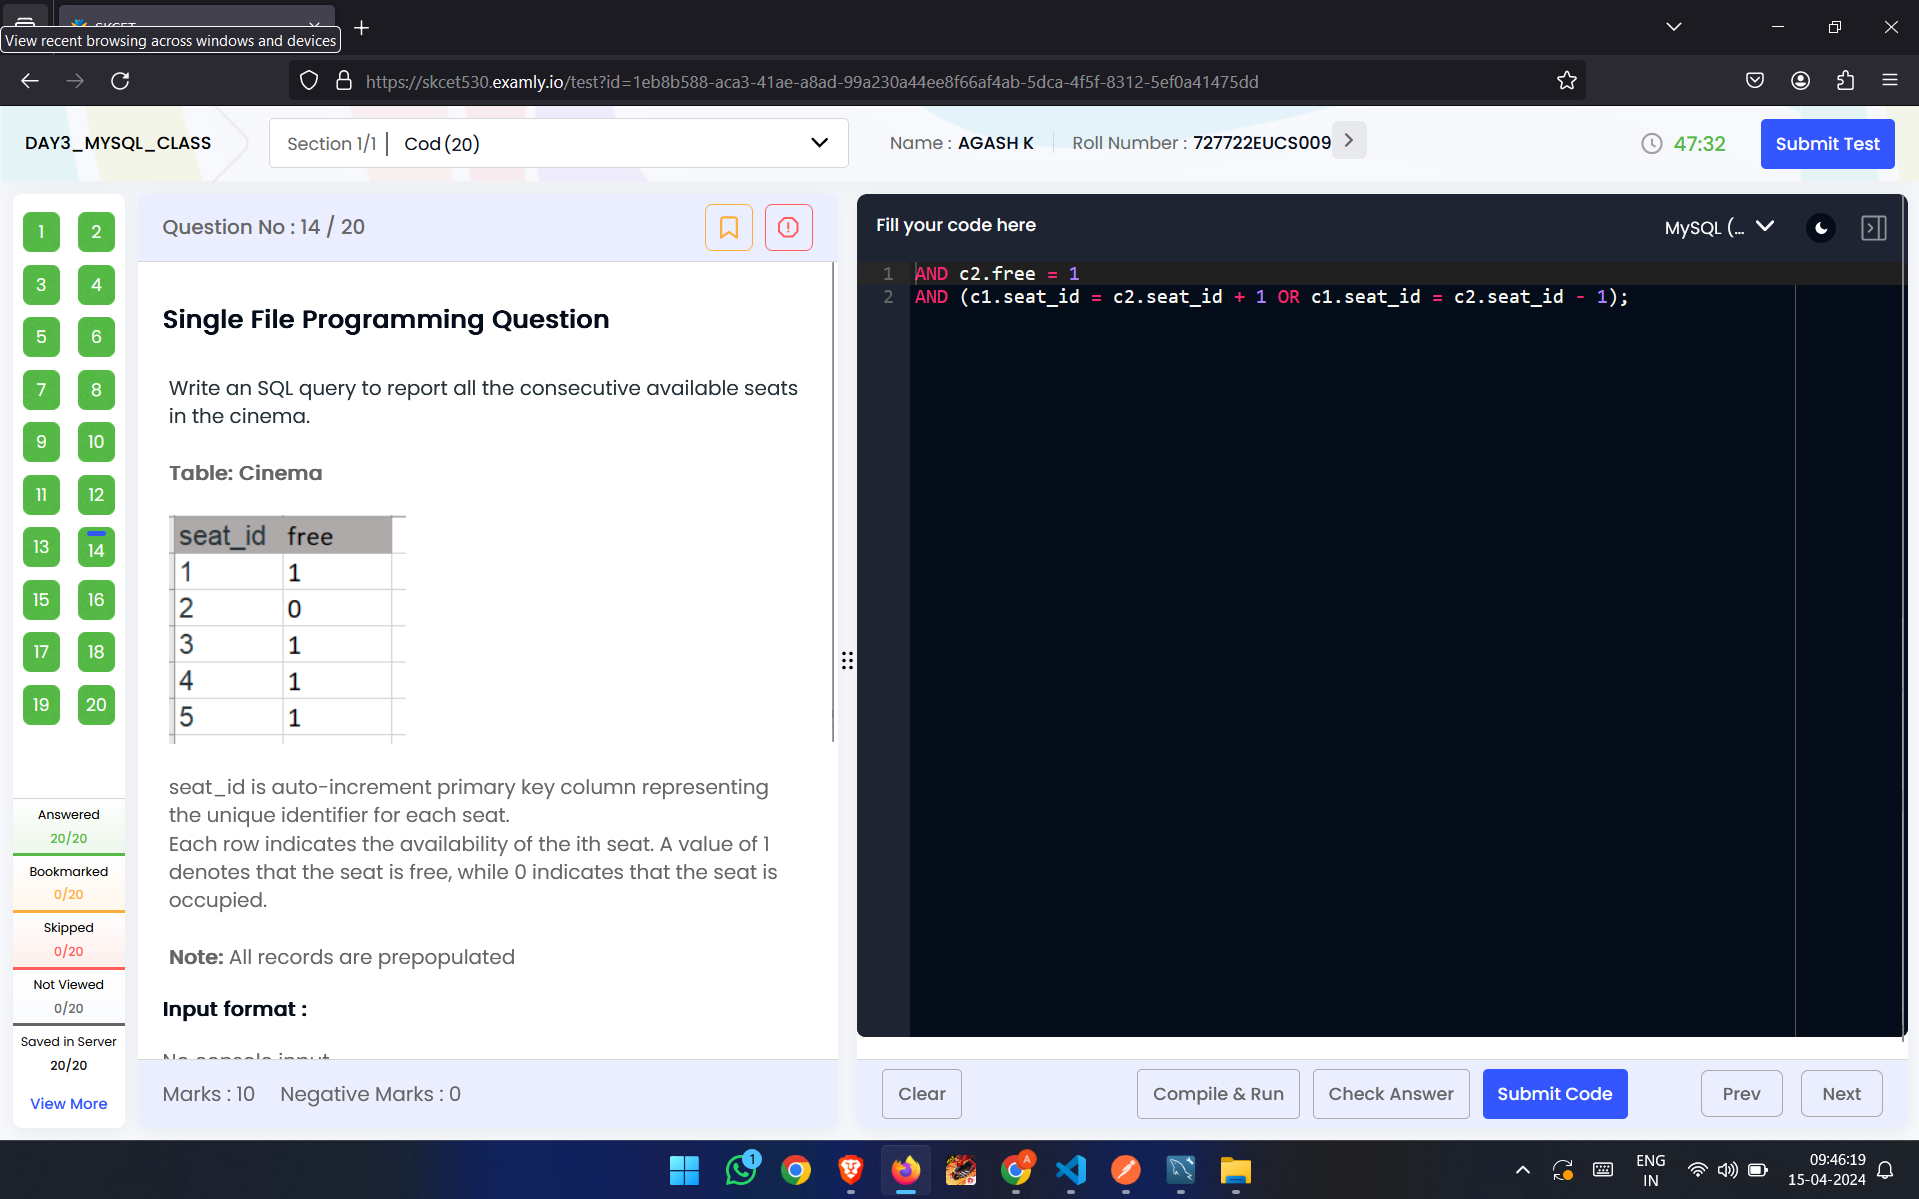 SKCET
View recent browsing across windows and devices
https://skcet530.examly.io/test?id=1eb8b588-aca3-41ae-a8ad-99a230a44ee8f66af4ab-5dca-4f5f-8312-5ef0a41475dd
DAY3_MYSQL_CLASS
Section 1/1 | Cod (20)
Name : AGASH K
Roll Number : 727722EUCS009
47:32
Submit Test
1 2
3 4
5 6
7 8
9 10
11 12
13 14
15 16
17 18
19 20
Answered
20/20
Bookmarked
0/20
Skipped
0/20
Not Viewed
0/20
Saved in Server
20/20
View More
Question No : 14 / 20
Single File Programming Question
Write an SQL query to report all the consecutive available seats
in the cinema.
Table: Cinema
seat_id free
1 1
2 0
3 1
4 1
5 1
seat_id is auto-increment primary key column representing
the unique identifier for each seat.
Each row indicates the availability of the ith seat. A value of 1
denotes that the seat is free, while 0 indicates that the seat is
occupied.
Note: All records are prepopulated
Input format :
No console input
Marks : 10 Negative Marks : 0
Fill your code here
MySQL (...
1 AND c2.free = 1
2 AND (c1.seat_id = c2.seat_id + 1 OR c1.seat_id = c2.seat_id - 1);
Clear
Compile & Run
Check Answer
Submit Code
Prev
Next
1
A
ENG
IN
09:46:19
15-04-2024